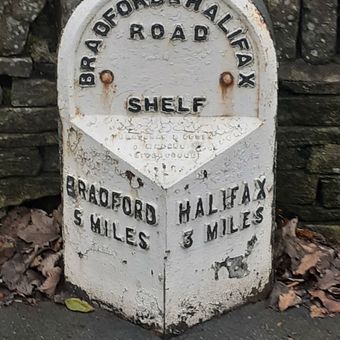 BRADFORD & HALIFAX
ROAD
SHELF
BRADFORD
5 MILES
HALIFAX
3 MILES